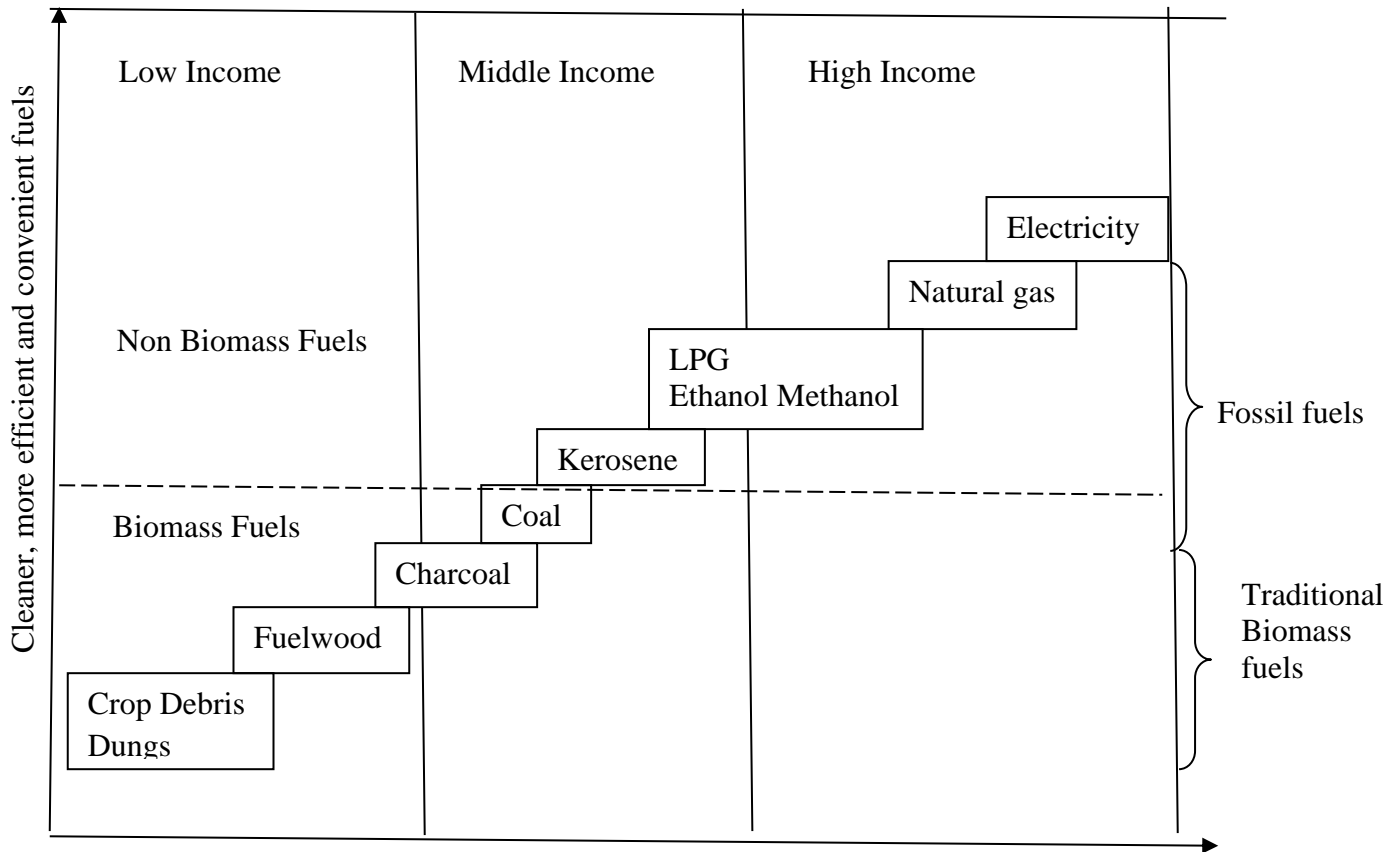 Cleaner, more efficient and convenient fuels
Low Income
Middle Income
High Income
Electricity
Natural gas
Non Biomass Fuels
LPG
Ethanol Methanol
Fossil fuels
Kerosene
Coal
Biomass Fuels
Charcoal
Traditional
Biomass
fuels
Fuelwood
Crop Debris
Dungs